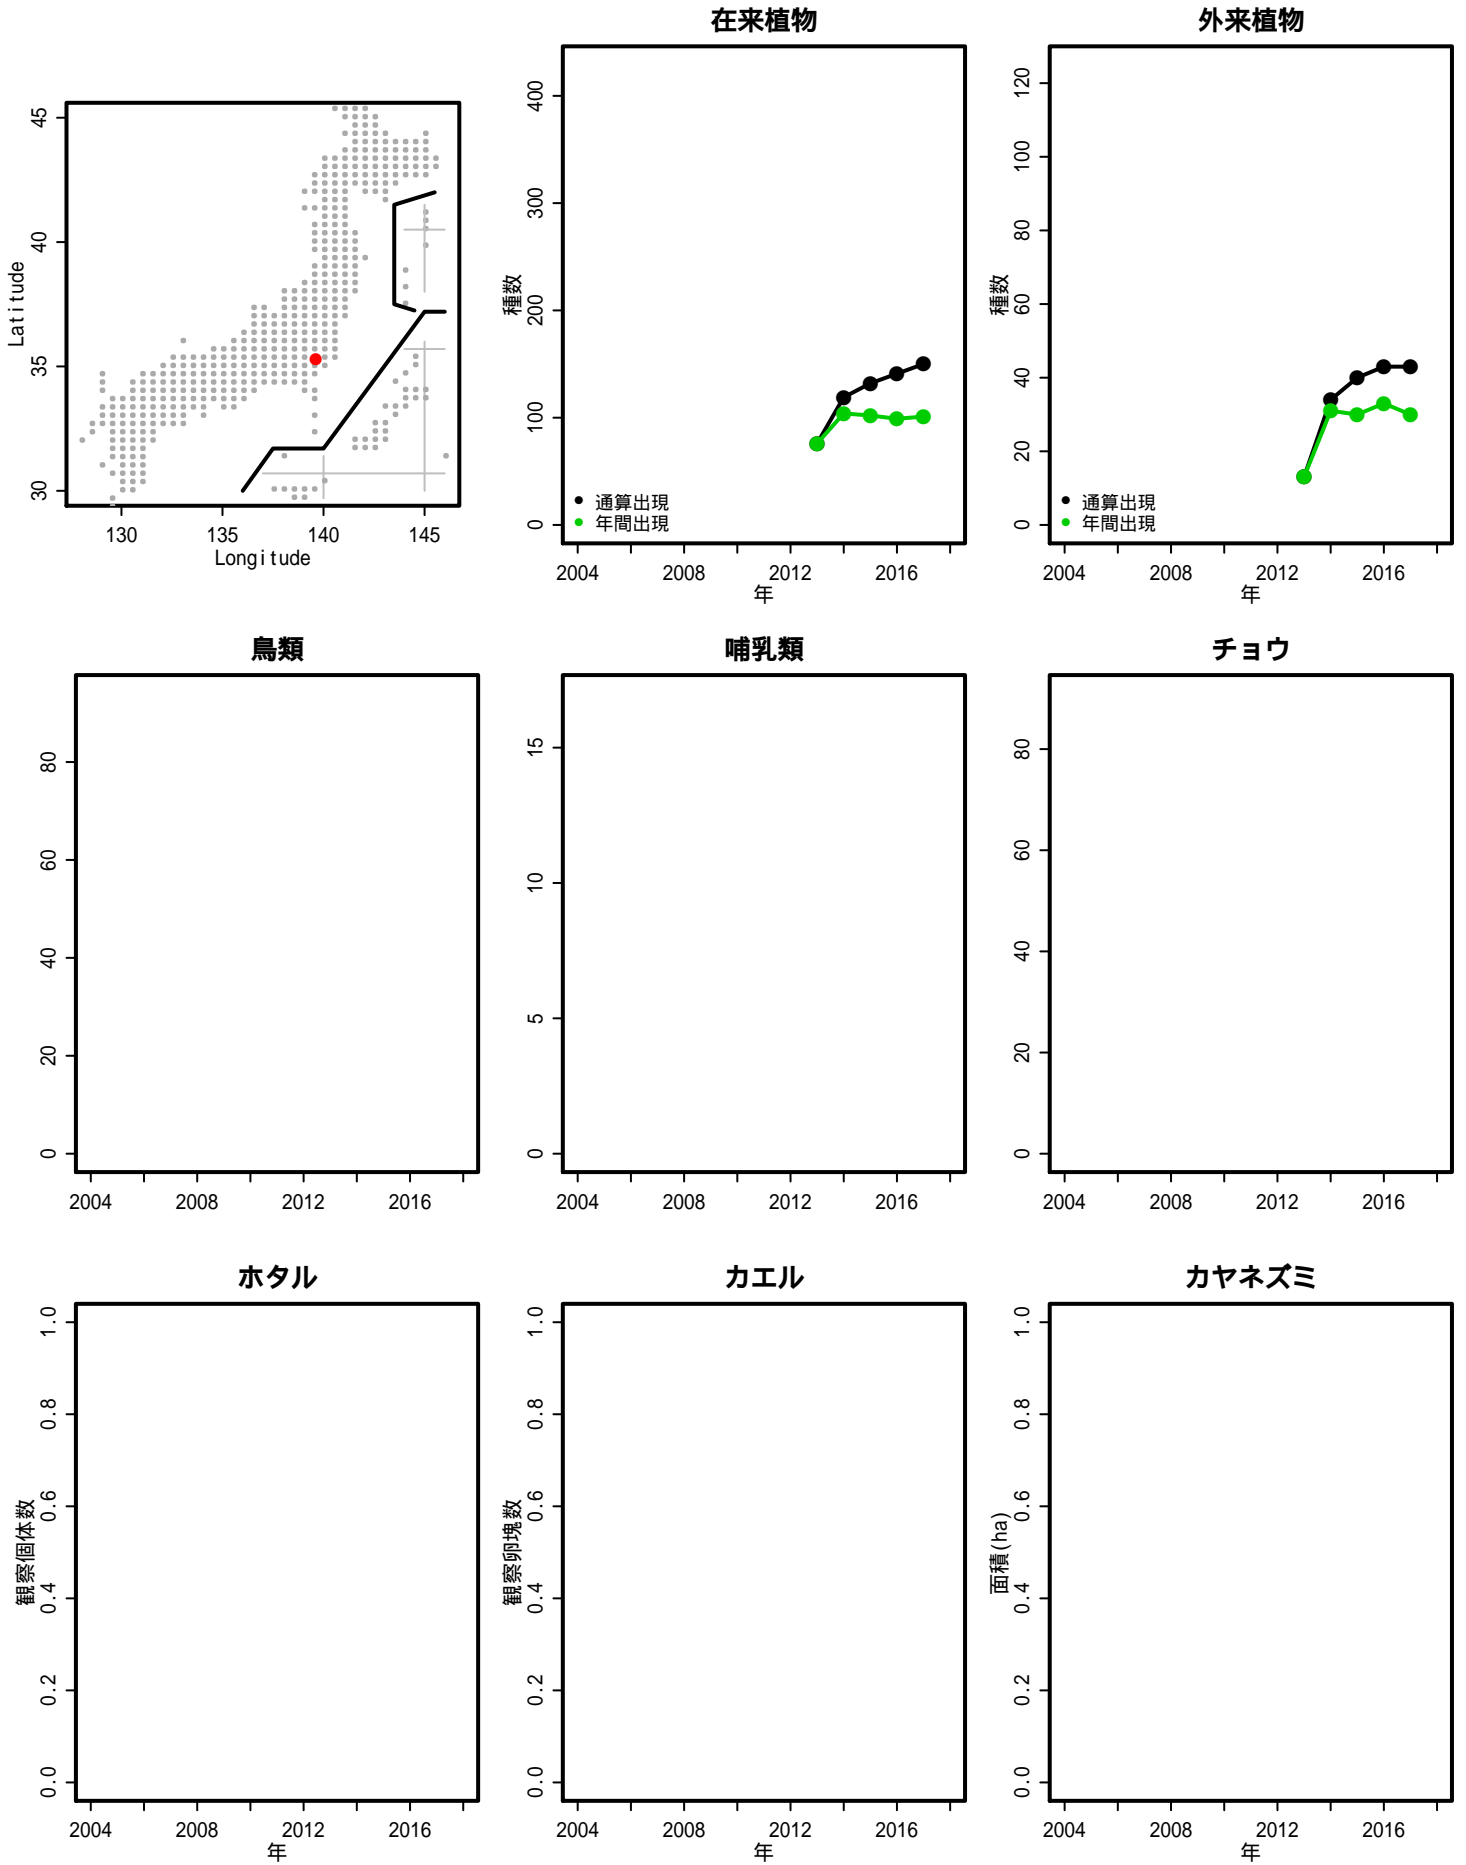 45
40
35
30
Latitude
130 135 140 145
Longitude
在来植物
400
300
200
100
0
種数
通算出現
年間出現
2004 2008 2012 2016
年
外来植物
120
100
80
60
40
20
0
種数
通算出現
年間出現
2004 2008 2012 2016
年
鳥類
80
60
40
20
0
2004 2008 2012 2016
哺乳類
15
10
5
0
2004 2008 2012 2016
チョウ
80
60
40
20
0
2004 2008 2012 2016
ホタル
1.0
0.8
0.6
0.4
0.2
0.0
観察個体数
2004 2008 2012 2016
年
カエル
1.0
0.8
0.6
0.4
0.2
0.0
観察卵塊数
2004 2008 2012 2016
年
カヤネズミ
1.0
0.8
0.6
0.4
0.2
0.0
面積(ha)
2004 2008 2012 2016
年